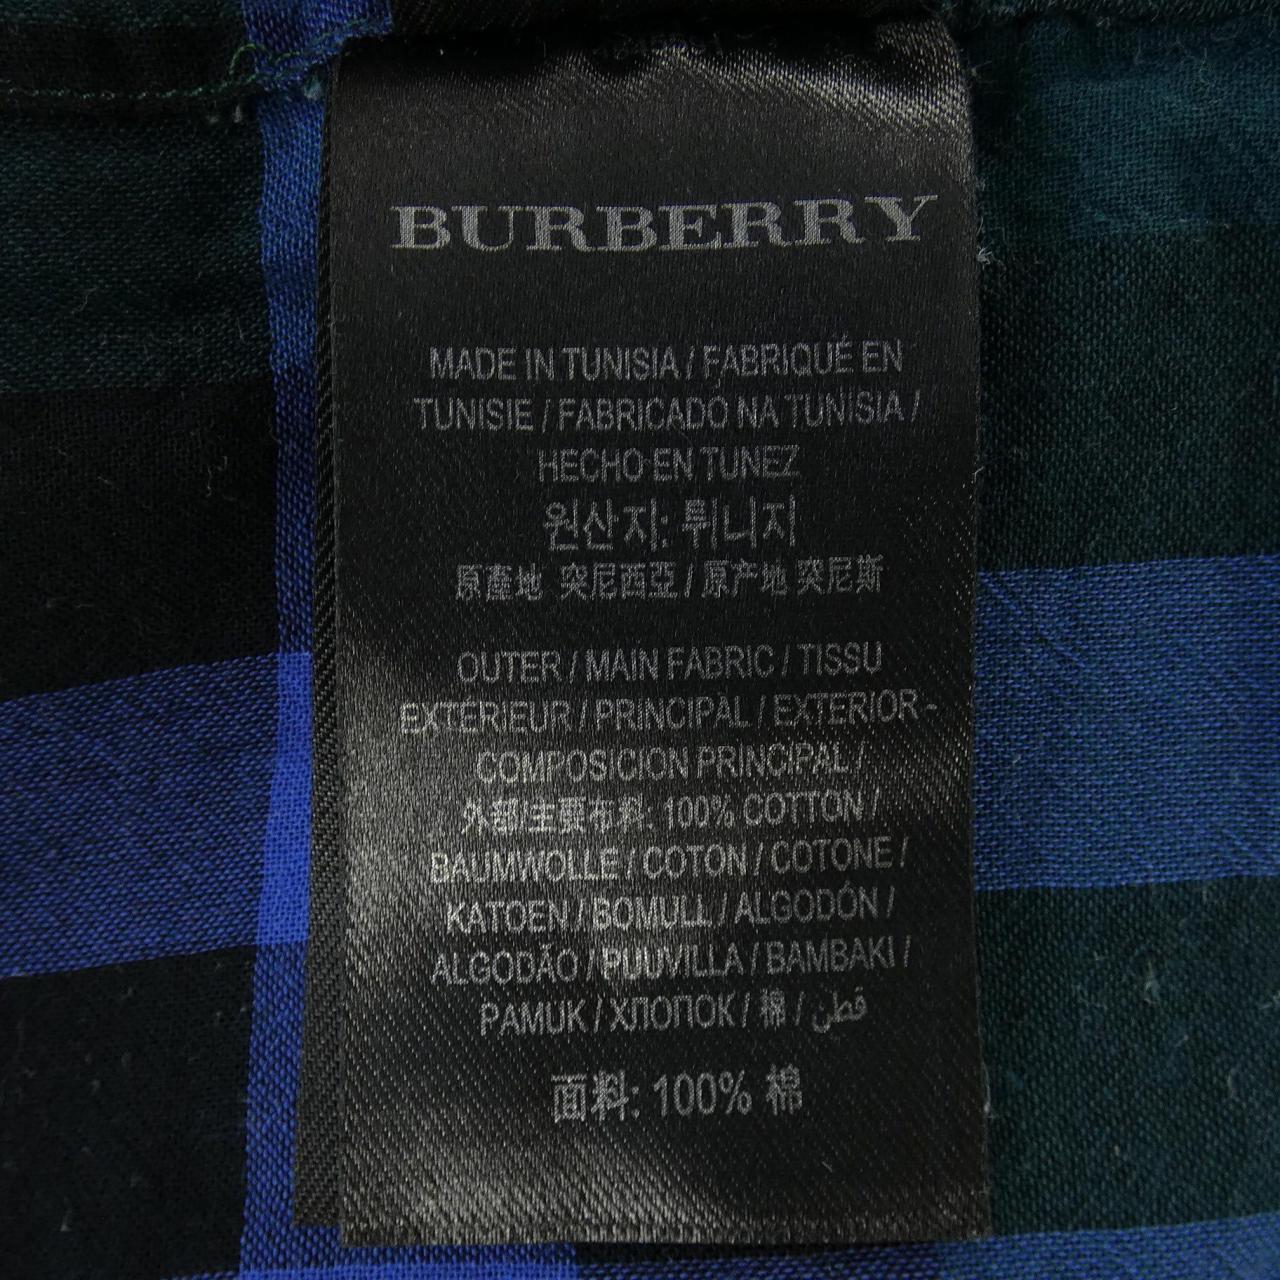 BURBERRY
MADE IN TUNISIA / FABRIQUÉ EN
TUNISIE / FABRICADO NA TUNISIA /
HECHO EN TUNEZ
원산지: 튀니지
原產地 突尼西亞 / 原产地 突尼斯
OUTER / MAIN FABRIC / TISSU
EXTÉRIEUR / PRINCIPAL / EXTERIOR -
COMPOSICION PRINCIPAL /
外部/主要布料: 100% COTTON /
BAUMWOLLE / COTON / COTONE /
KATOEN / BOMULL / ALGODÓN /
ALGODÃO / PUUVILLA / BAMBAKI /
PAMUK / ХЛОПОК / 棉 / قطن
面料: 100% 棉